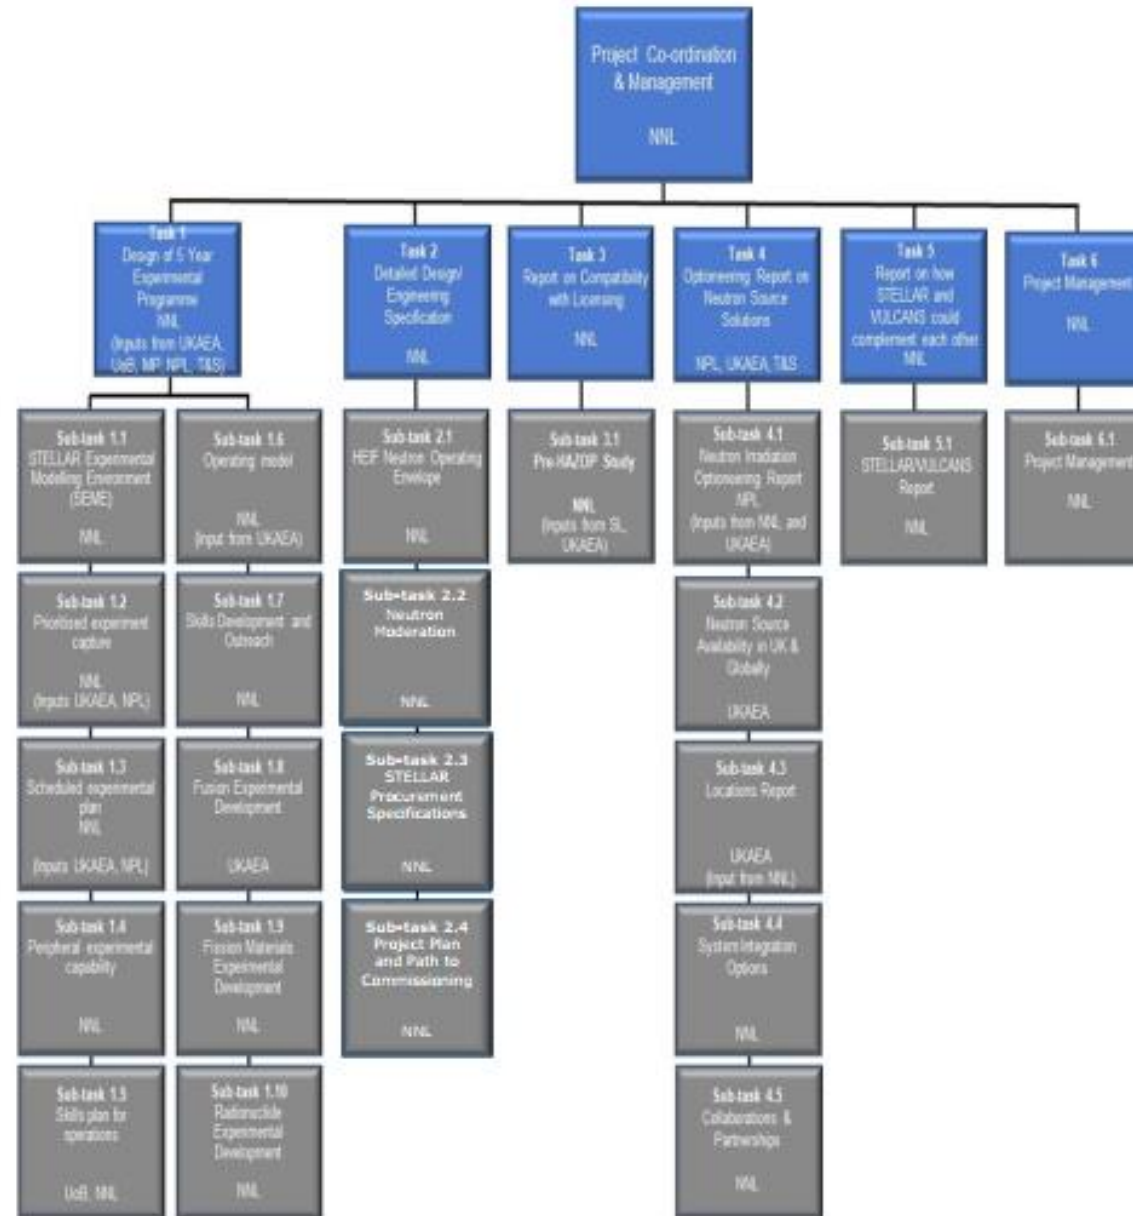 Project Co-ordination
& Management
NNL
Task 1
Design of 5 Year
Experimental
Programme
NNL
(Inputs from UKAEA,
UoB, MP, NPL, T&S)
Task 2
Detailed Design/
Engineering
Specification
NNL
Task 3
Report on Compatibility
with Licensing
NNL
Task 4
Optioneering Report on
Neutron Source
Solutions
NPL, UKAEA, T&S
Task 5
Report on how
STELLAR and
VULCANS could
complement each other
NNL
Task 6
Project Management
NNL
Sub-task 1.1
STELLAR Experimental
Modelling Environment
(SEME)
NNL
Sub-task 1.2
Prioritised experiment
capture
NNL
(Inputs UKAEA, NPL)
Sub-task 1.3
Scheduled experimental
plan
NNL
(Inputs UKAEA, NPL)
Sub-task 1.4
Peripheral experimental
capability
NNL
Sub-task 1.5
Skills plan for
operations
UoB, NNL
Sub-task 1.6
Operating model
NNL
(Input from UKAEA)
Sub-task 1.7
Skills Development and
Outreach
NNL
Sub-task 1.8
Fusion Experimental
Development
UKAEA
Sub-task 1.9
Fission Materials
Experimental
Development
NNL
Sub-task 1.10
Radionuclide
Experimental
Development
NNL
Sub-task 2.1
HEIF Neutron Operating
Envelope
NNL
Sub-task 2.2
Neutron
Moderation
NNL
Sub-task 2.3
STELLAR
Procurement
Specifications
NNL
Sub-task 2.4
Project Plan
and Path to
Commissioning
NNL
Sub-task 3.1
Pre-HAZOP Study
NNL
(Inputs from SL,
UKAEA)
Sub-task 4.1
Neutron Irradiation
Optioneering Report
NPL
(Inputs from NNL and
UKAEA)
Sub-task 4.2
Neutron Source
Availability in UK &
Globally
UKAEA
Sub-task 4.3
Locations Report
UKAEA
(Input from NNL)
Sub-task 4.4
System Integration
Options
NNL
Sub-task 4.5
Collaborations &
Partnerships
NNL
Sub-task 5.1
STELLAR/VULCANS
Report
NNL
Sub-task 6.1
Project Management
NNL